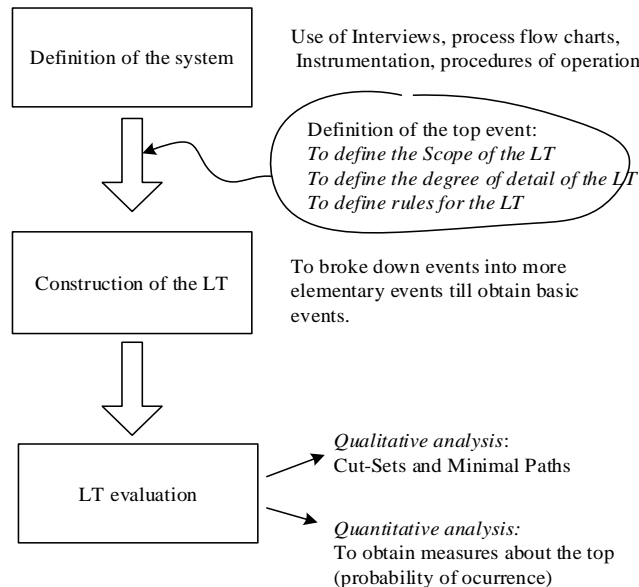 Definition of the system
Use of Interviews, process flow charts,
Instrumentation, procedures of operation
Definition of the top event:
To define the Scope of the LT
To define the degree of detail of the LT
To define rules for the LT
Construction of the LT
To broke down events into more
elementary events till obtain basic
events.
LT evaluation
Qualitative analysis:
Cut-Sets and Minimal Paths
Quantitative analysis:
To obtain measures about the top
(probability of ocurrence)